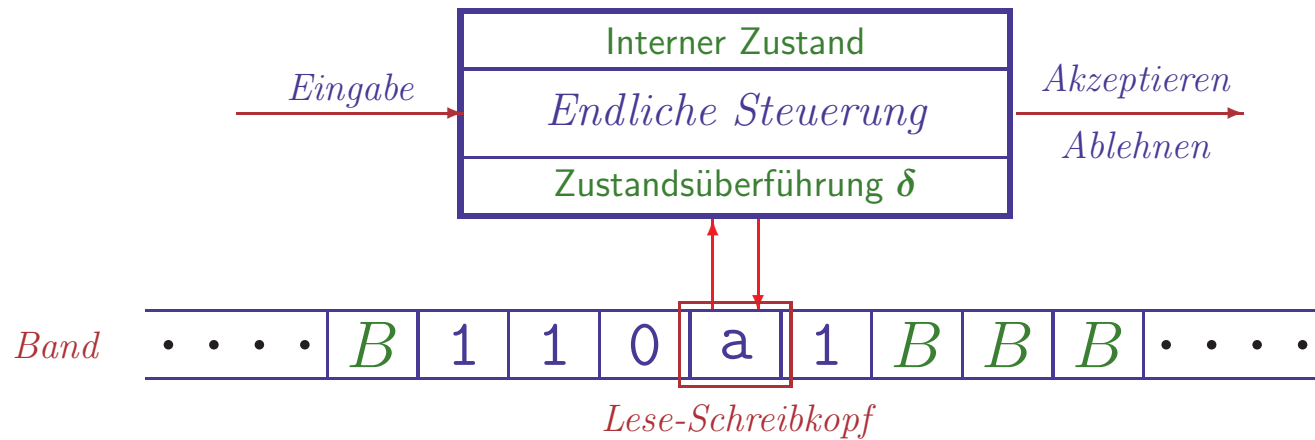 Interner Zustand
Eingabe
Endliche Steuerung
Akzeptieren
Ablehnen
Zustandsüberführung δ
Band · · · · B 1 1 0 a 1 B B B · · · ·
Lese-Schreibkopf